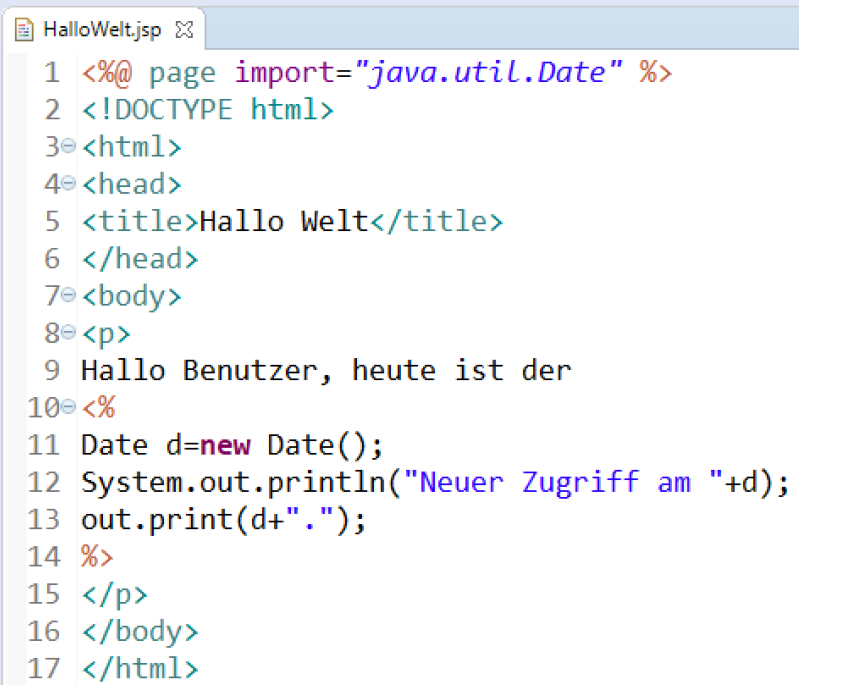 HalloWelt.jsp
1 <%@ page import="java.util.Date" %>
2 <!DOCTYPE html>
3 <html>
4 <head>
5 <title>Hallo Welt</title>
6 </head>
7 <body>
8 <p>
9 Hallo Benutzer, heute ist der
10 <%
11 Date d=new Date();
12 System.out.println("Neuer Zugriff am "+d);
13 out.print(d+".");
14 %>
15 </p>
16 </body>
17 </html>